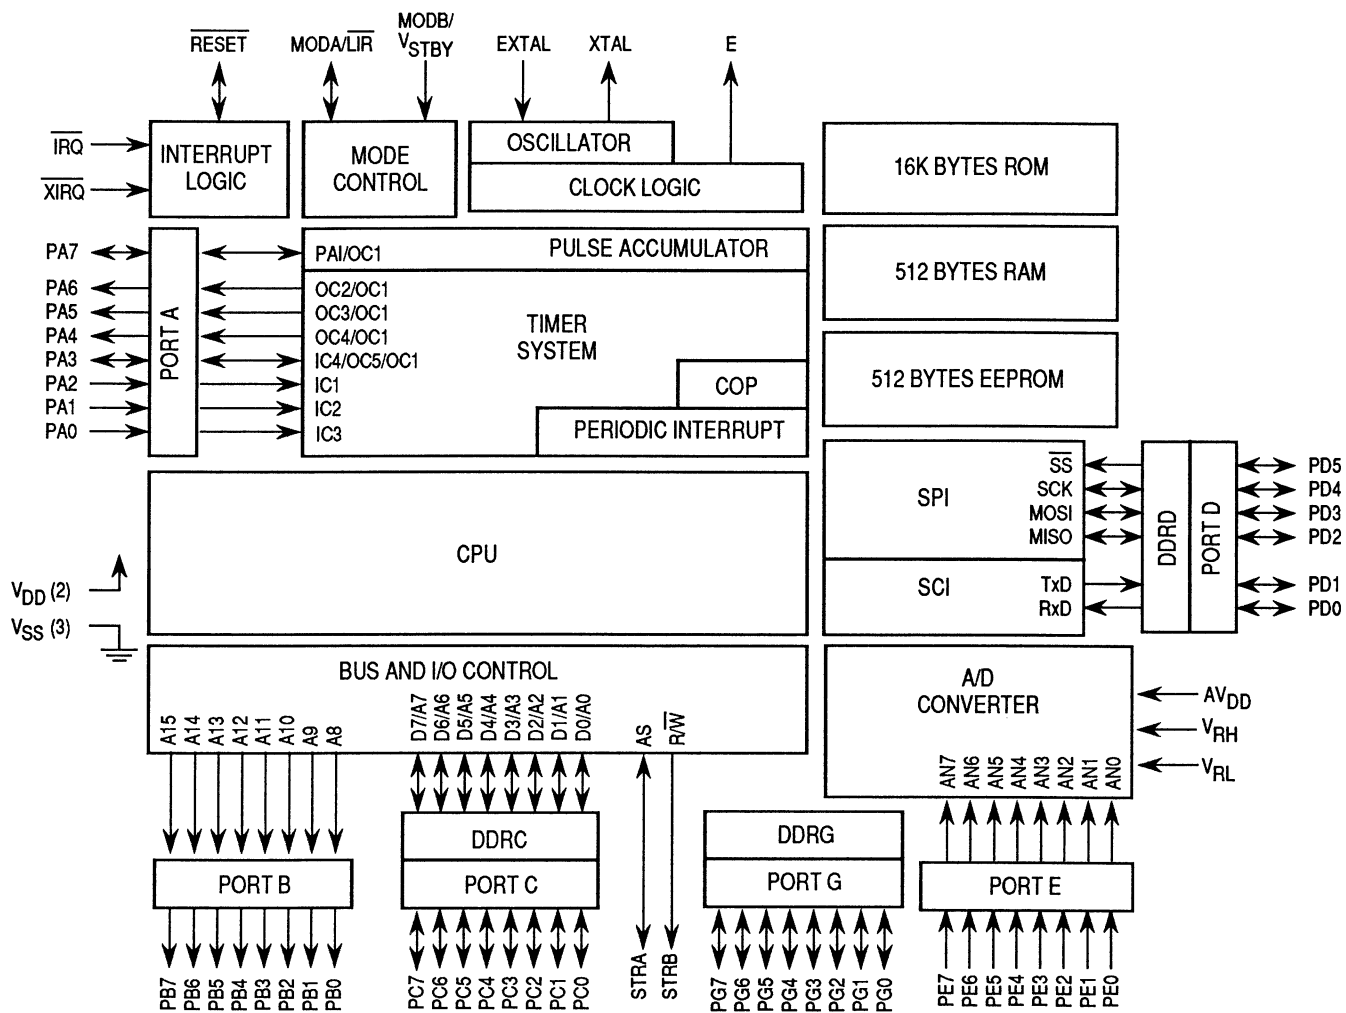 RESET
MODA/LIR
MODB/
VSTBY
EXTAL
XTAL
E
IRQ
XIRQ
INTERRUPT
LOGIC
MODE
CONTROL
OSCILLATOR
CLOCK LOGIC
16K BYTES ROM
512 BYTES RAM
512 BYTES EEPROM
PA7
PA6
PA5
PA4
PA3
PA2
PA1
PA0
PORT A
PAI/OC1
PULSE ACCUMULATOR
OC2/OC1
OC3/OC1
OC4/OC1
IC4/OC5/OC1
IC1
IC2
IC3
TIMER
SYSTEM
COP
PERIODIC INTERRUPT
CPU
VDD (2)
VSS (3)
SPI
SS
SCK
MOSI
MISO
SCI
TxD
RxD
DDRD
PORT D
PD5
PD4
PD3
PD2
PD1
PD0
BUS AND I/O CONTROL
A15
A14
A13
A12
A11
A10
A9
A8
D7/A7
D6/A6
D5/A5
D4/A4
D3/A3
D2/A2
D1/A1
D0/A0
AS
R/W
A/D
CONVERTER
AN7
AN6
AN5
AN4
AN3
AN2
AN1
AN0
AVDD
VRH
VRL
PORT B
DDRC
PORT C
DDRG
PORT G
PORT E
PB7
PB6
PB5
PB4
PB3
PB2
PB1
PB0
PC7
PC6
PC5
PC4
PC3
PC2
PC1
PC0
STRA
STRB
PG7
PG6
PG5
PG4
PG3
PG2
PG1
PG0
PE7
PE6
PE5
PE4
PE3
PE2
PE1
PE0